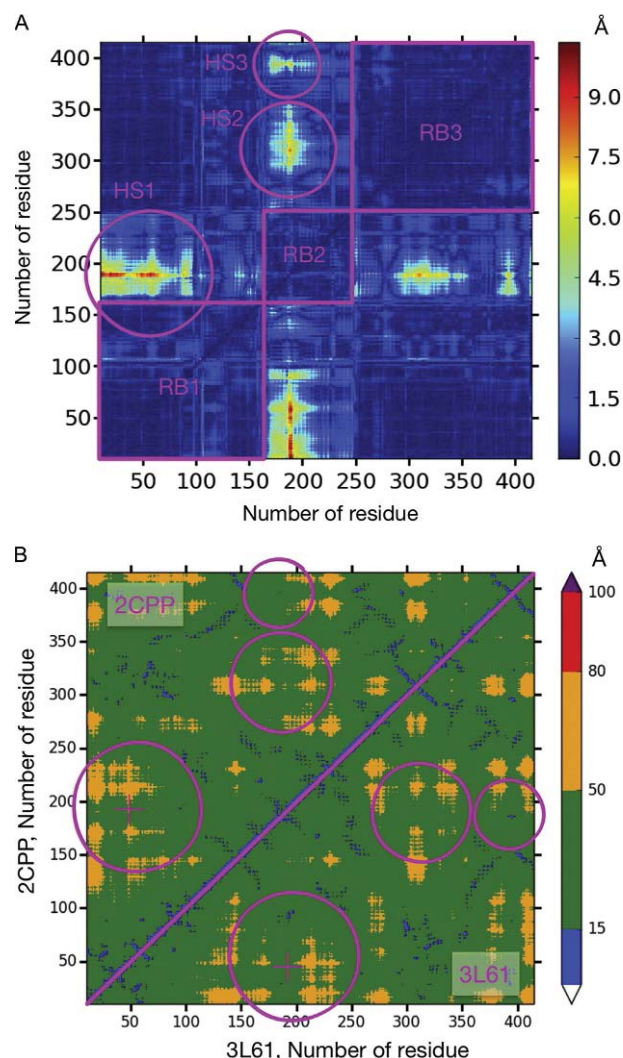 A
Å
HS3
HS2
RB3
HS1
RB2
RB1
Number of residue
400
350
300
250
200
150
100
50
50 100 150 200 250 300 350 400
Number of residue
9.0
7.5
6.0
4.5
3.0
1.5
0.0
B
Å
2CPP
3L61
2CPP, Number of residue
400
350
300
250
200
150
100
50
50 100 150 200 250 300 350 400
3L61, Number of residue
100
80
50
15